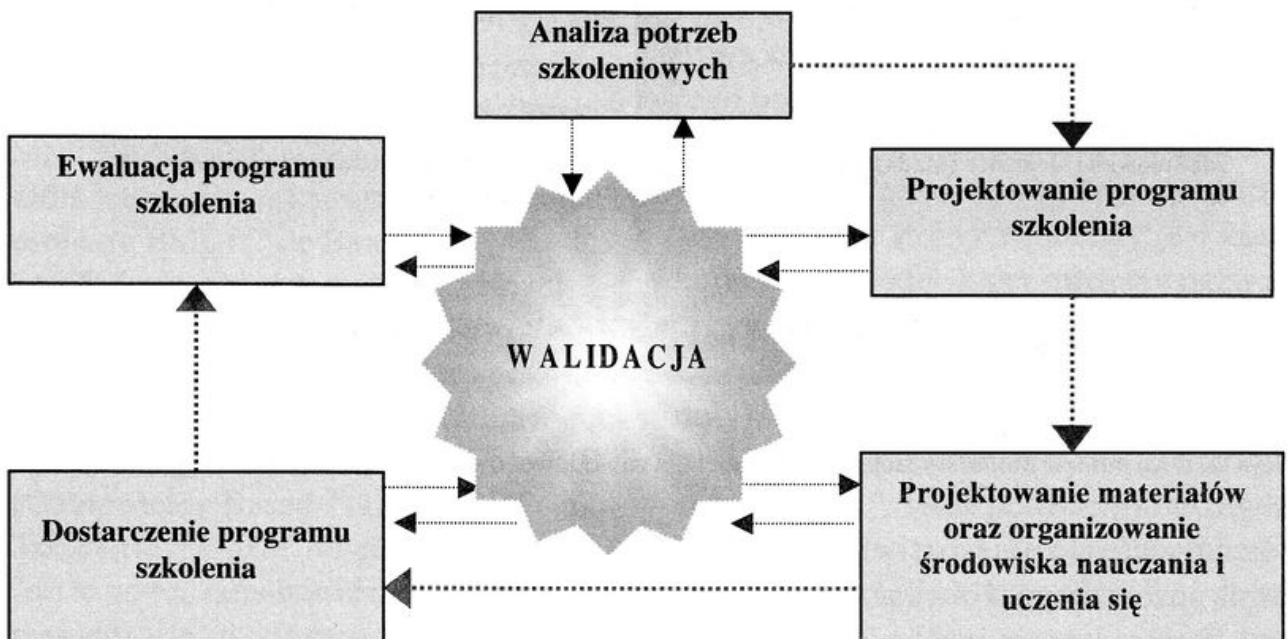 Analiza potrzeb
szkoleniowych
Ewaluacja programu
szkolenia
Projektowanie programu
szkolenia
WALIDACJA
Dostarczenie programu
szkolenia
Projektowanie materiałów
oraz organizowanie
środowiska nauczania i
uczenia się